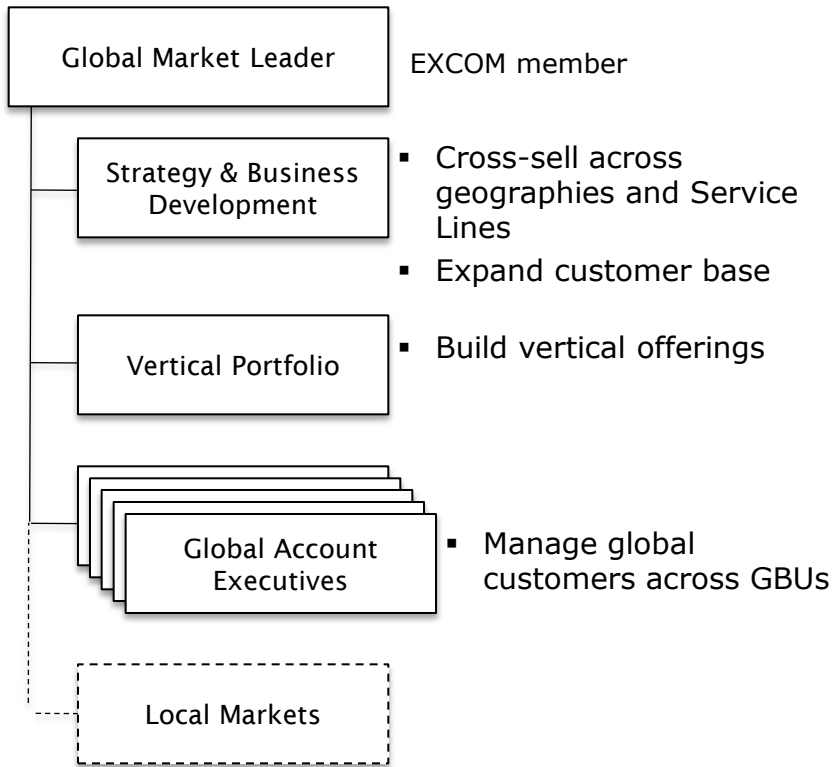 Global Market Leader
EXCOM member
Strategy & Business
Development
▪ Cross-sell across
geographies and Service
Lines
▪ Expand customer base
Vertical Portfolio
▪ Build vertical offerings
Global Account
Executives
▪ Manage global
customers across GBUs
Local Markets